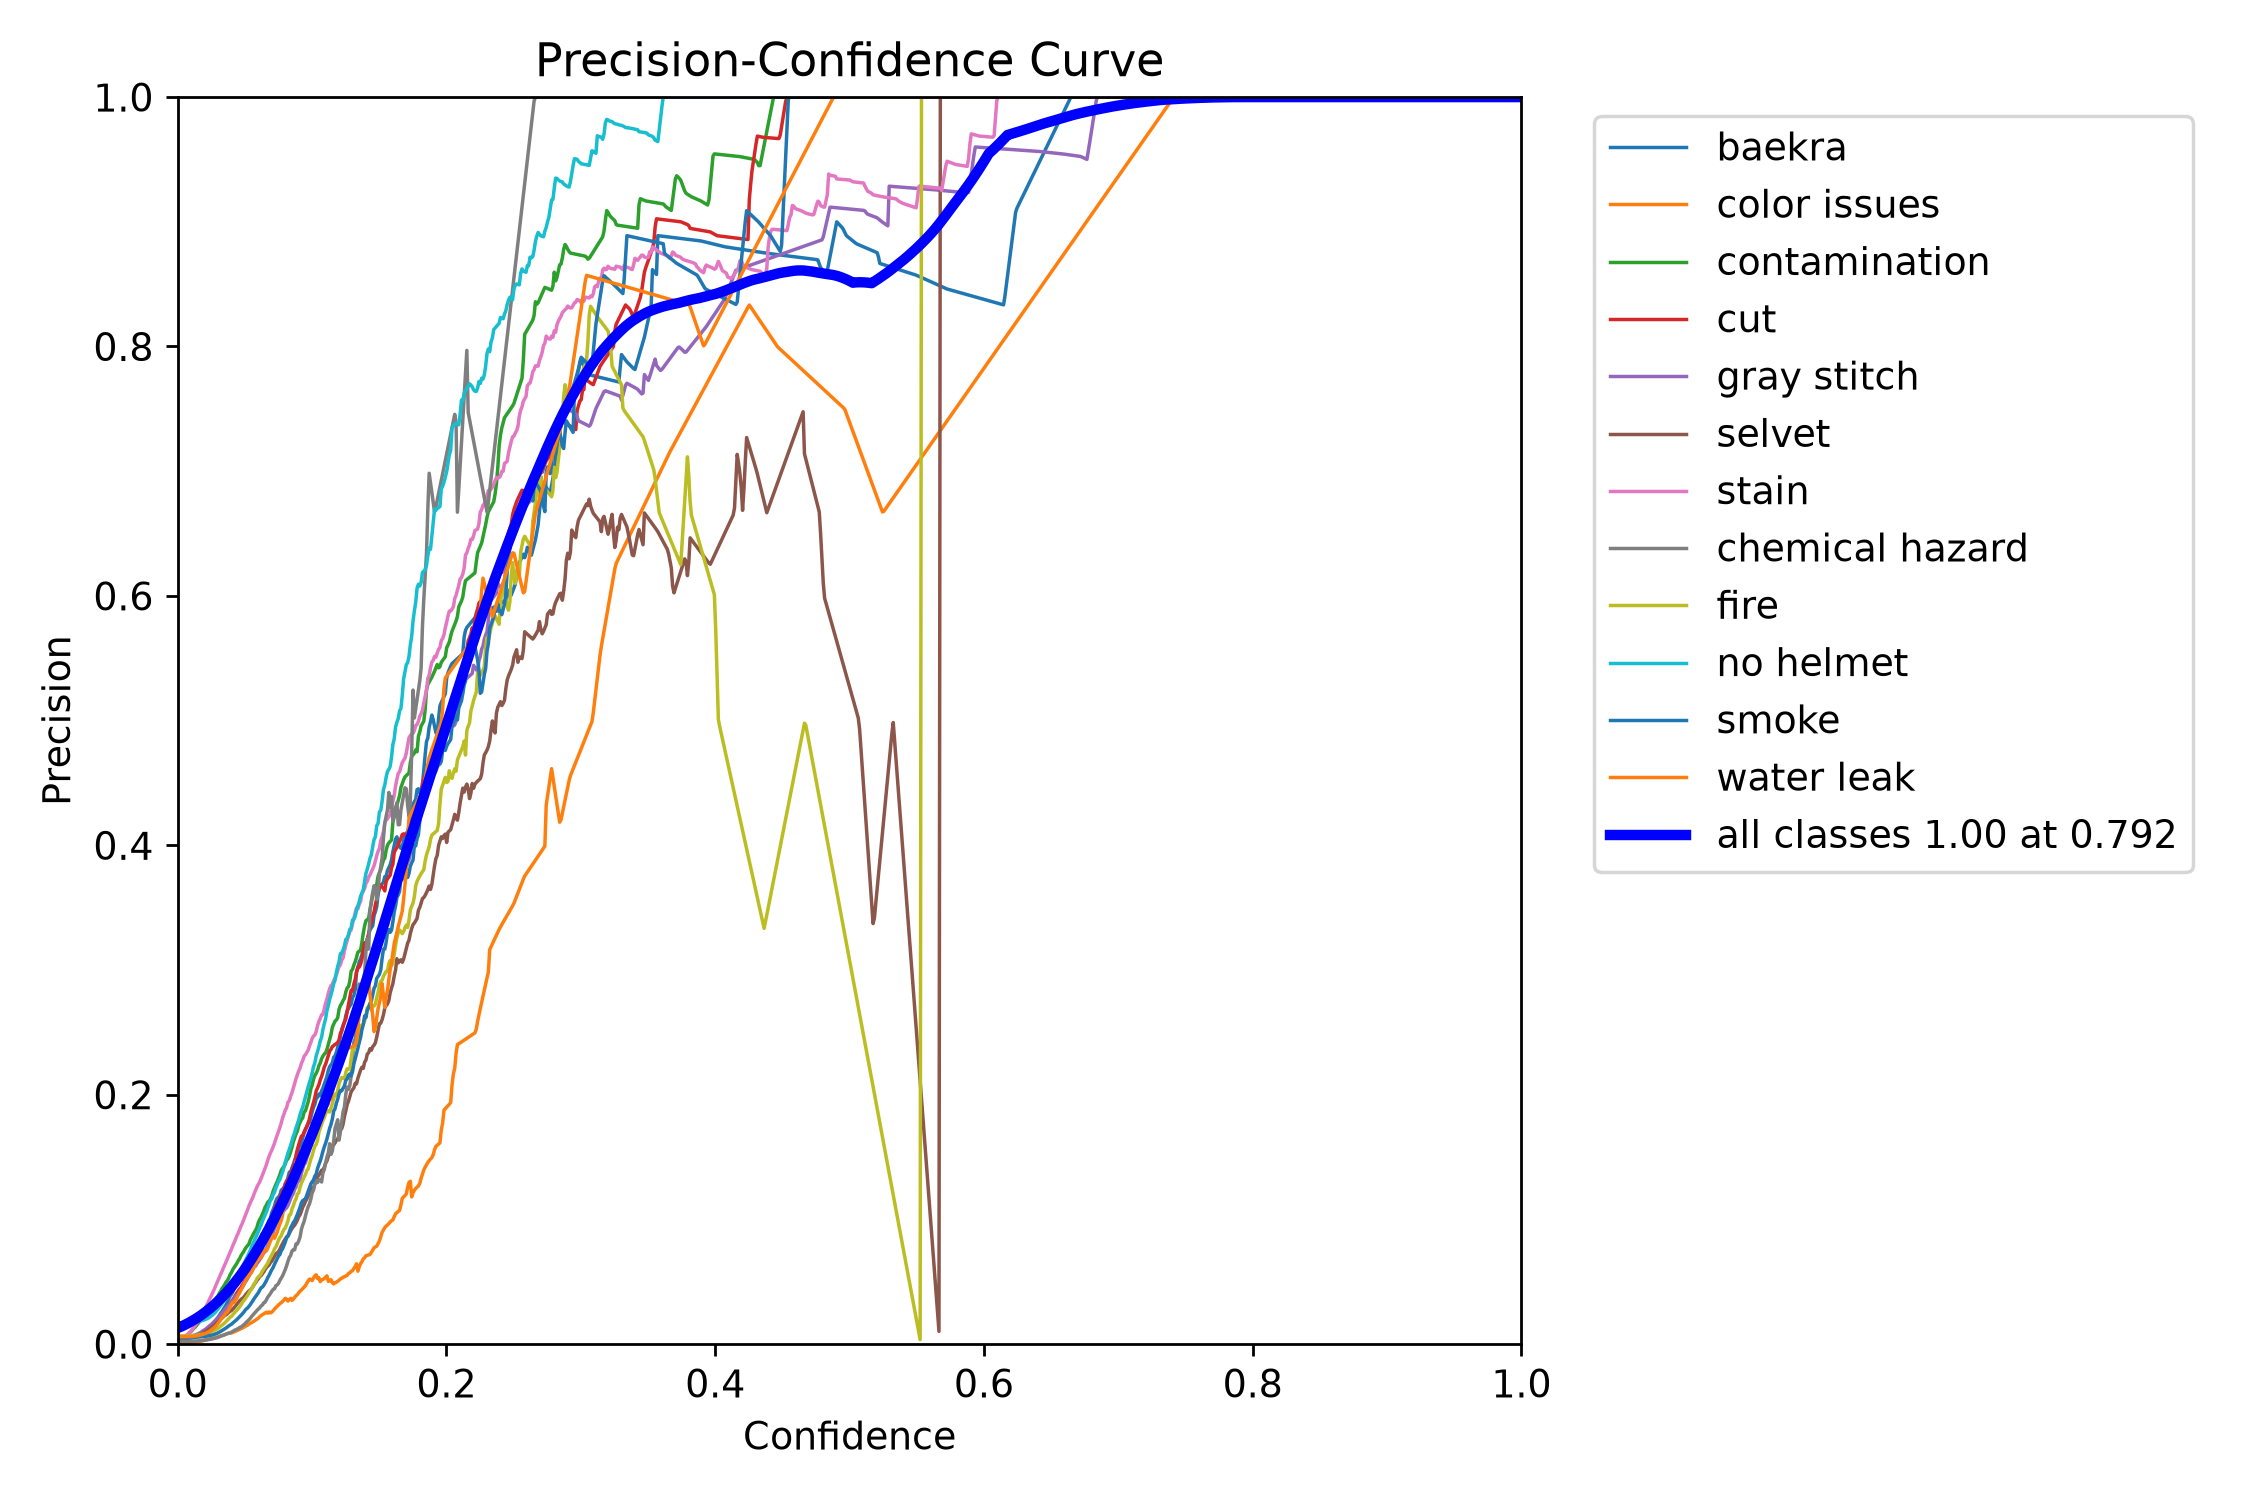 Precision-Confidence Curve
1.0
0.8
0.6
0.4
0.2
0.0
Precision
0.0 0.2 0.4 0.6 0.8 1.0
Confidence
baekra
color issues
contamination
cut
gray stitch
selvet
stain
chemical hazard
fire
no helmet
smoke
water leak
all classes 1.00 at 0.792